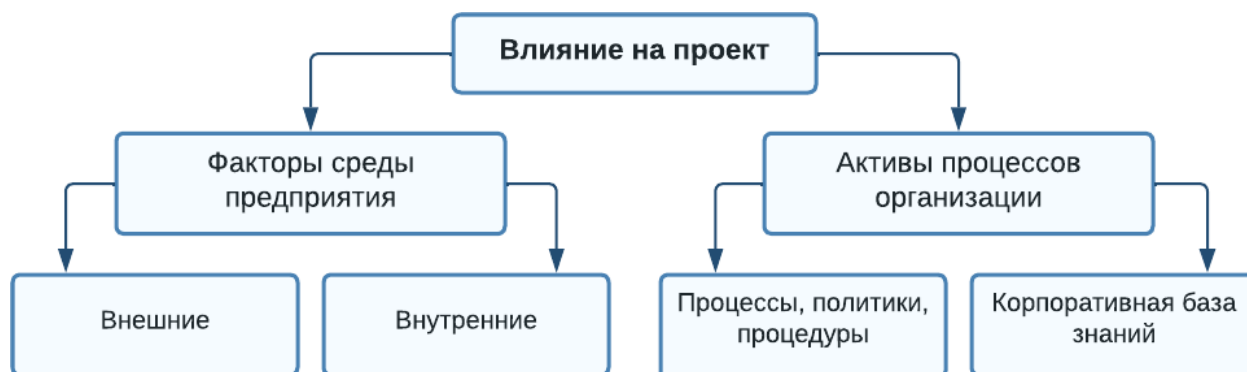 Влияние на проект
Факторы среды
предприятия
Активы процессов
организации
Внешние
Внутренние
Процессы, политики,
процедуры
Корпоративная база
знаний